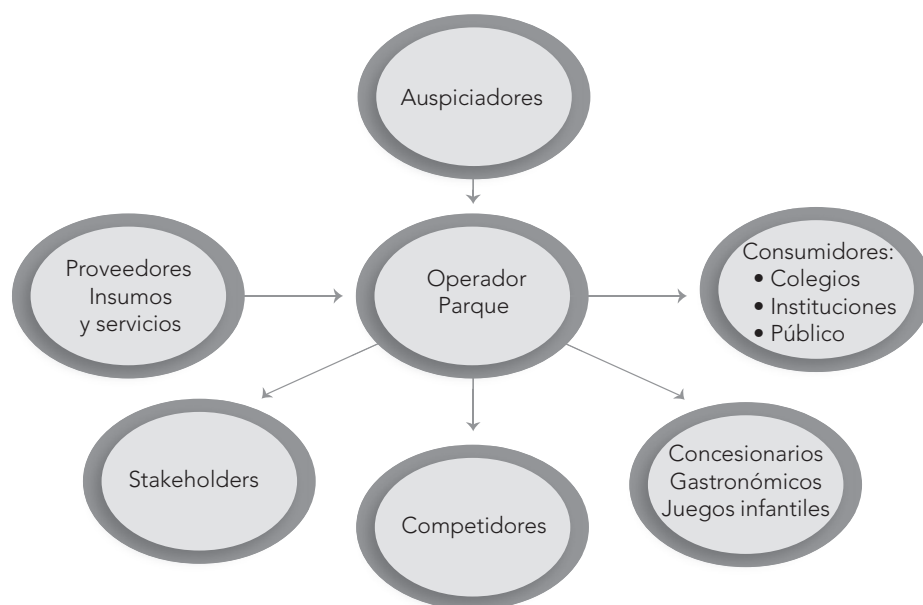 Auspiciadores
Proveedores
Insumos
y servicios
Operador
Parque
Consumidores:
• Colegios
• Instituciones
• Público
Stakeholders
Competidores
Concesionarios
Gastronómicos
Juegos infantiles